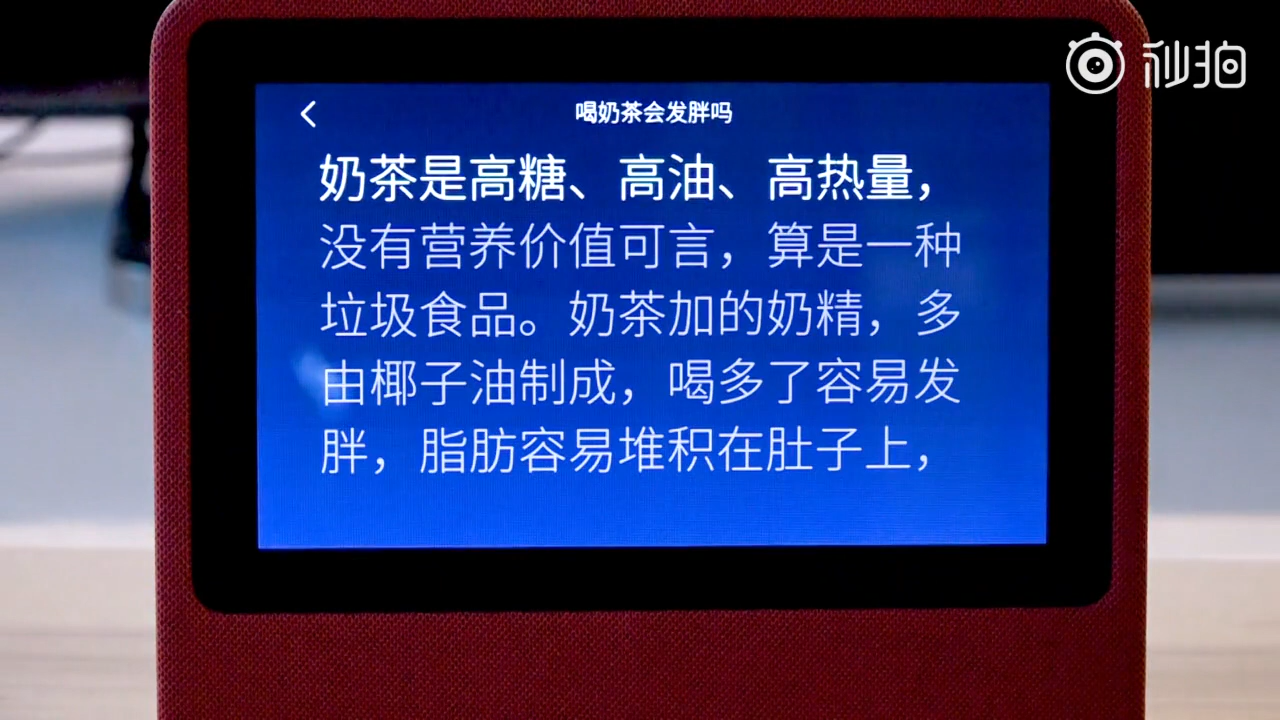 秒拍
喝奶茶会发胖吗
奶茶是高糖、高油、高热量，
没有营养价值可言，算是一种
垃圾食品。奶茶加的奶精，多
由椰子油制成，喝多了容易发
胖，脂肪容易堆积在肚子上，